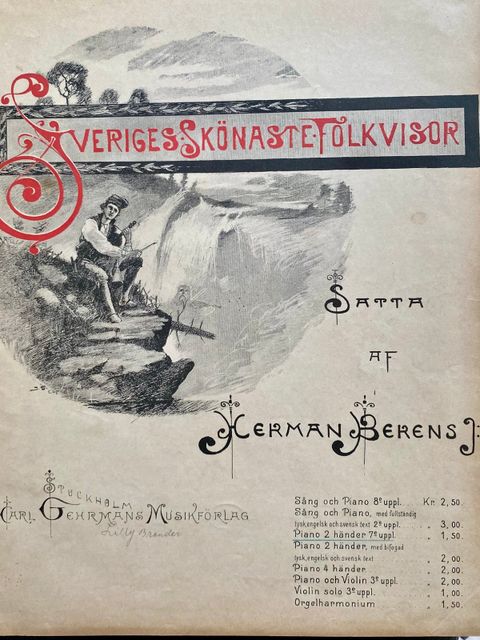 SVERIGES·SKÖNASTE·FOLKVISOR
SATTA
AF
HERMAN BERENS J:
STOCKHOLM
CARL. GEHRMANS MUSIKFÖRLAG
Lilly Brander
Sång och Piano 8e uppl. Kr. 2,50.
Sång och Piano, med fullständig
tysk, engelsk och svensk text 2e uppl. „ 3,00.
Piano 2 händer 7e uppl. „ 1,50.
Piano 2 händer, med bifogad
tysk, engelsk och svensk text „ 2,00.
Piano 4 händer „ 2,00.
Piano och Violin 3e uppl. „ 2,00.
Violin solo 3e uppl. „ 1,00.
Orgelharmonium „ 1,50.